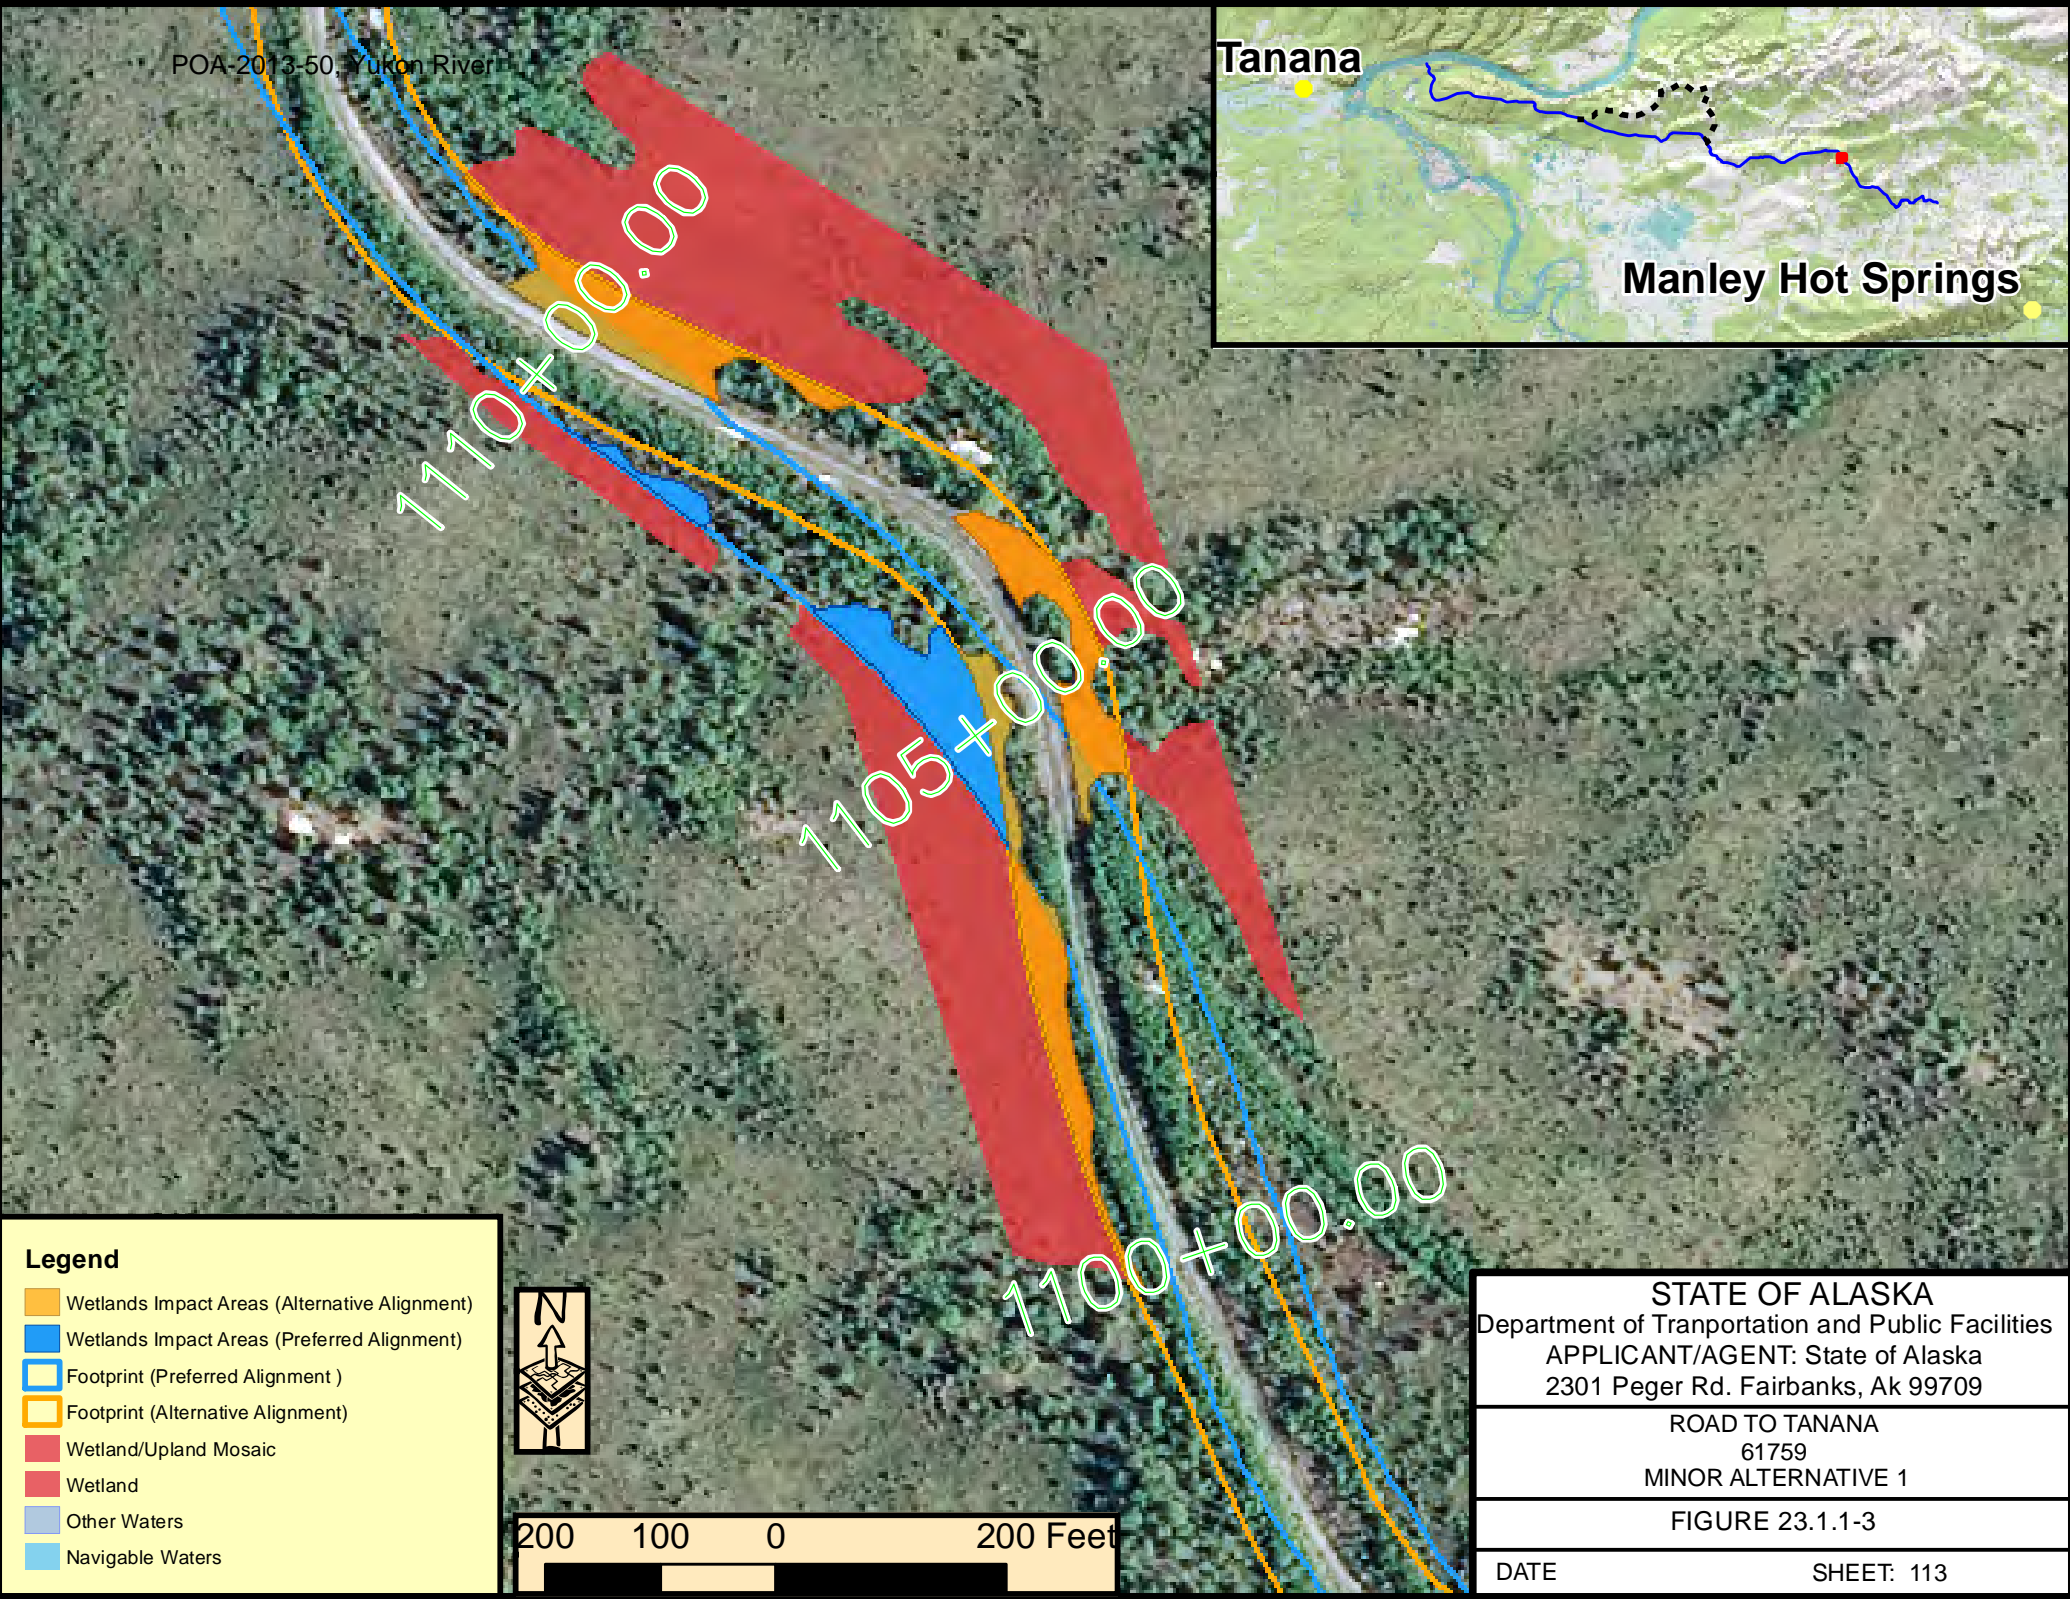 POA-2013-50, Yukon River
Tanana
Manley Hot Springs
1110+00.00
1105+00.00
1100+00.00
Legend
Wetlands Impact Areas (Alternative Alignment)
Wetlands Impact Areas (Preferred Alignment)
Footprint (Preferred Alignment )
Footprint (Alternative Alignment)
Wetland/Upland Mosaic
Wetland
Other Waters
Navigable Waters
N
200 100 0 200 Feet
STATE OF ALASKA
Department of Tranportation and Public Facilities
APPLICANT/AGENT: State of Alaska
2301 Peger Rd. Fairbanks, Ak 99709
ROAD TO TANANA
61759
MINOR ALTERNATIVE 1
FIGURE 23.1.1-3
DATE SHEET: 113